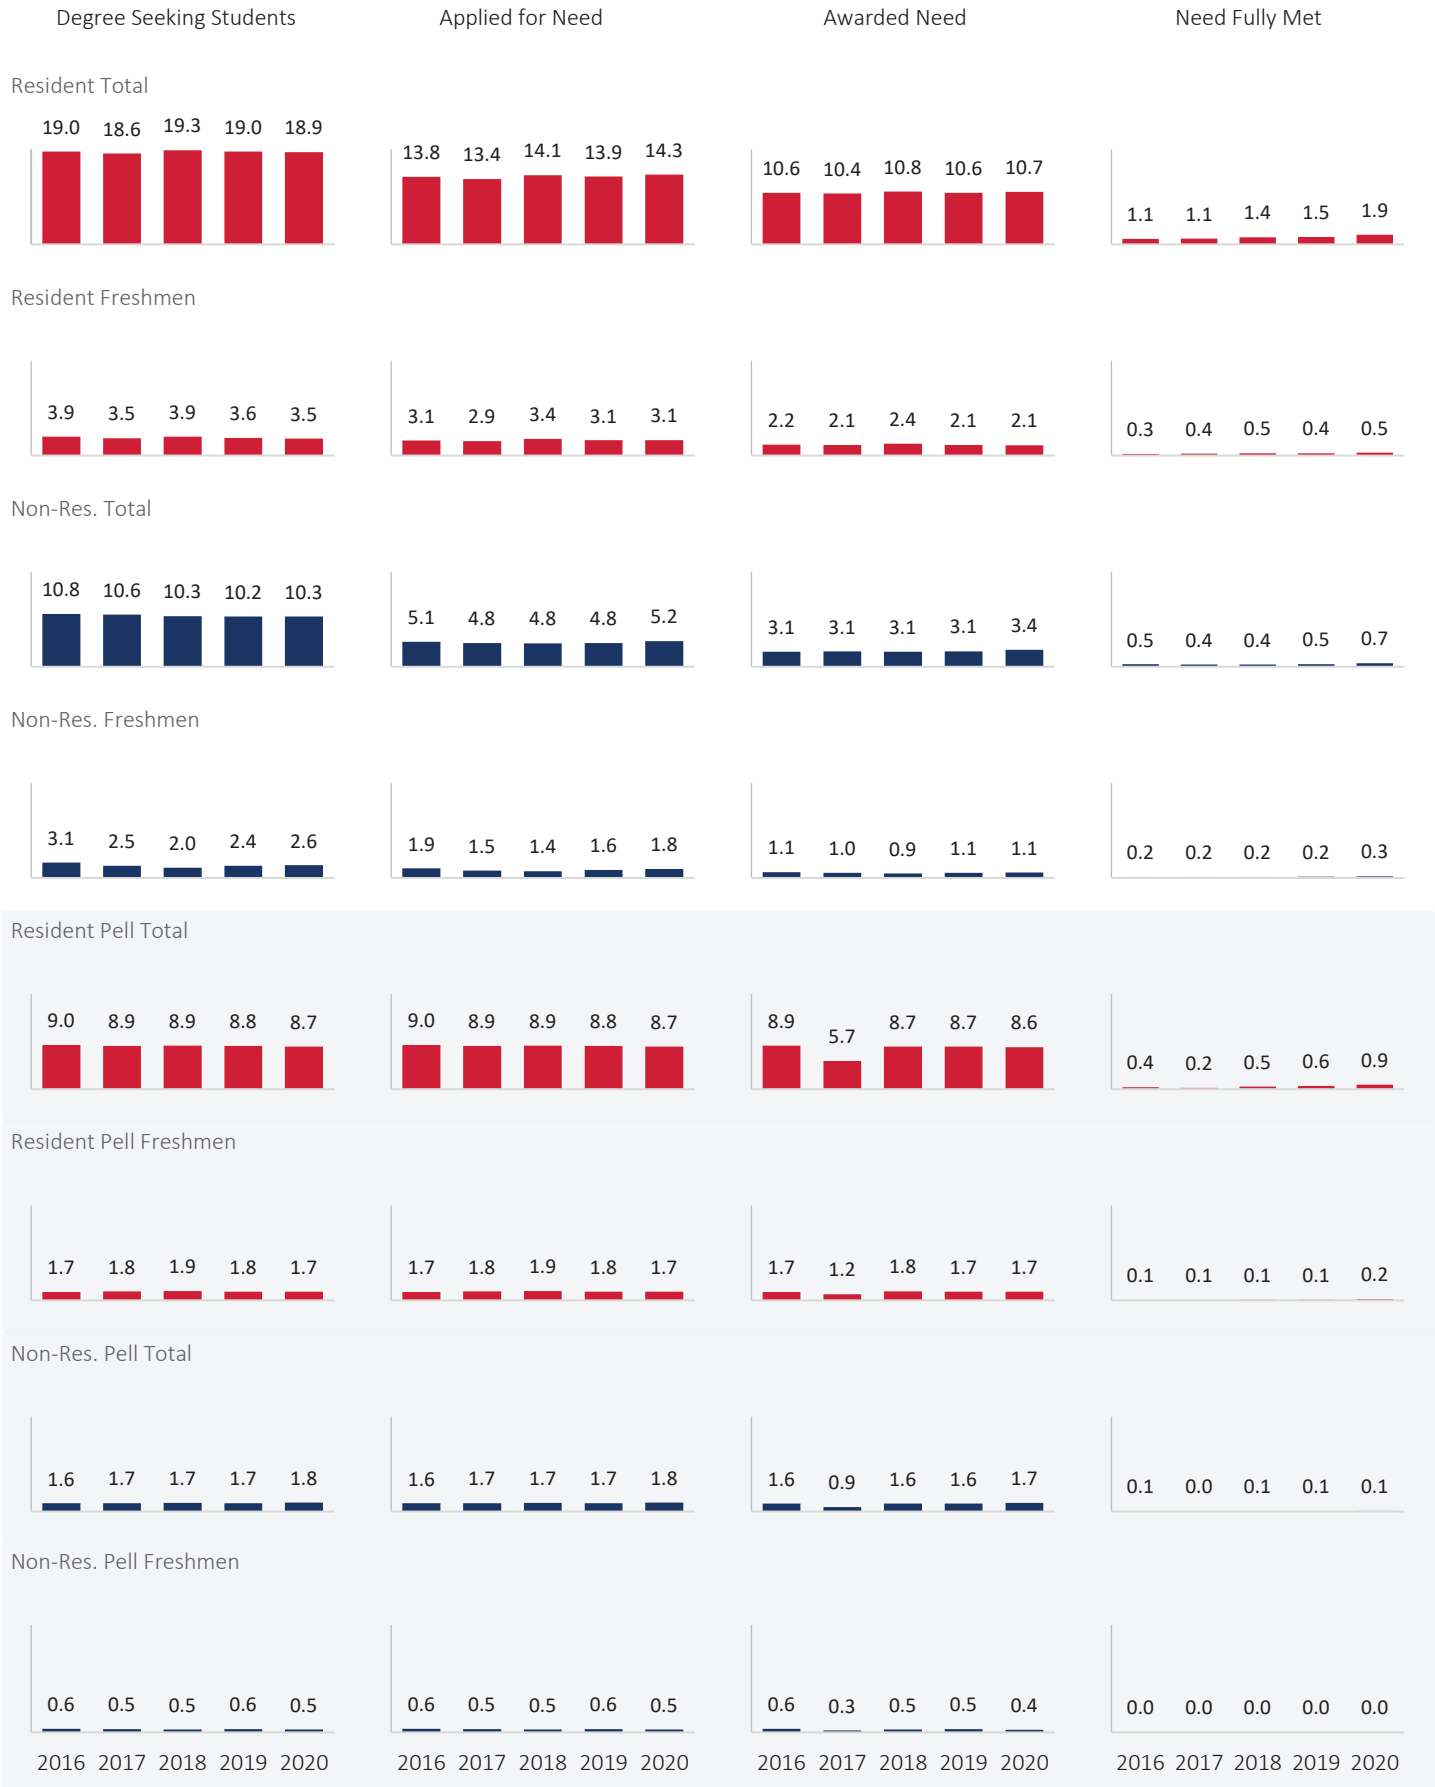 Degree Seeking Students Applied for Need Awarded Need Need Fully Met
Resident Total
19.0 18.6 19.3 19.0 18.9 13.8 13.4 14.1 13.9 14.3 10.6 10.4 10.8 10.6 10.7 1.1 1.1 1.4 1.5 1.9
Resident Freshmen
3.9 3.5 3.9 3.6 3.5 3.1 2.9 3.4 3.1 3.1 2.2 2.1 2.4 2.1 2.1 0.3 0.4 0.5 0.4 0.5
Non-Res. Total
10.8 10.6 10.3 10.2 10.3 5.1 4.8 4.8 4.8 5.2 3.1 3.1 3.1 3.1 3.4 0.5 0.4 0.4 0.5 0.7
Non-Res. Freshmen
3.1 2.5 2.0 2.4 2.6 1.9 1.5 1.4 1.6 1.8 1.1 1.0 0.9 1.1 1.1 0.2 0.2 0.2 0.2 0.3
Resident Pell Total
9.0 8.9 8.9 8.8 8.7 9.0 8.9 8.9 8.8 8.7 8.9 5.7 8.7 8.7 8.6 0.4 0.2 0.5 0.6 0.9
Resident Pell Freshmen
1.7 1.8 1.9 1.8 1.7 1.7 1.8 1.9 1.8 1.7 1.7 1.2 1.8 1.7 1.7 0.1 0.1 0.1 0.1 0.2
Non-Res. Pell Total
1.6 1.7 1.7 1.7 1.8 1.6 1.7 1.7 1.7 1.8 1.6 0.9 1.6 1.6 1.7 0.1 0.0 0.1 0.1 0.1
Non-Res. Pell Freshmen
0.6 0.5 0.5 0.6 0.5 0.6 0.5 0.5 0.6 0.5 0.6 0.3 0.5 0.5 0.4 0.0 0.0 0.0 0.0 0.0
2016 2017 2018 2019 2020 2016 2017 2018 2019 2020 2016 2017 2018 2019 2020 2016 2017 2018 2019 2020